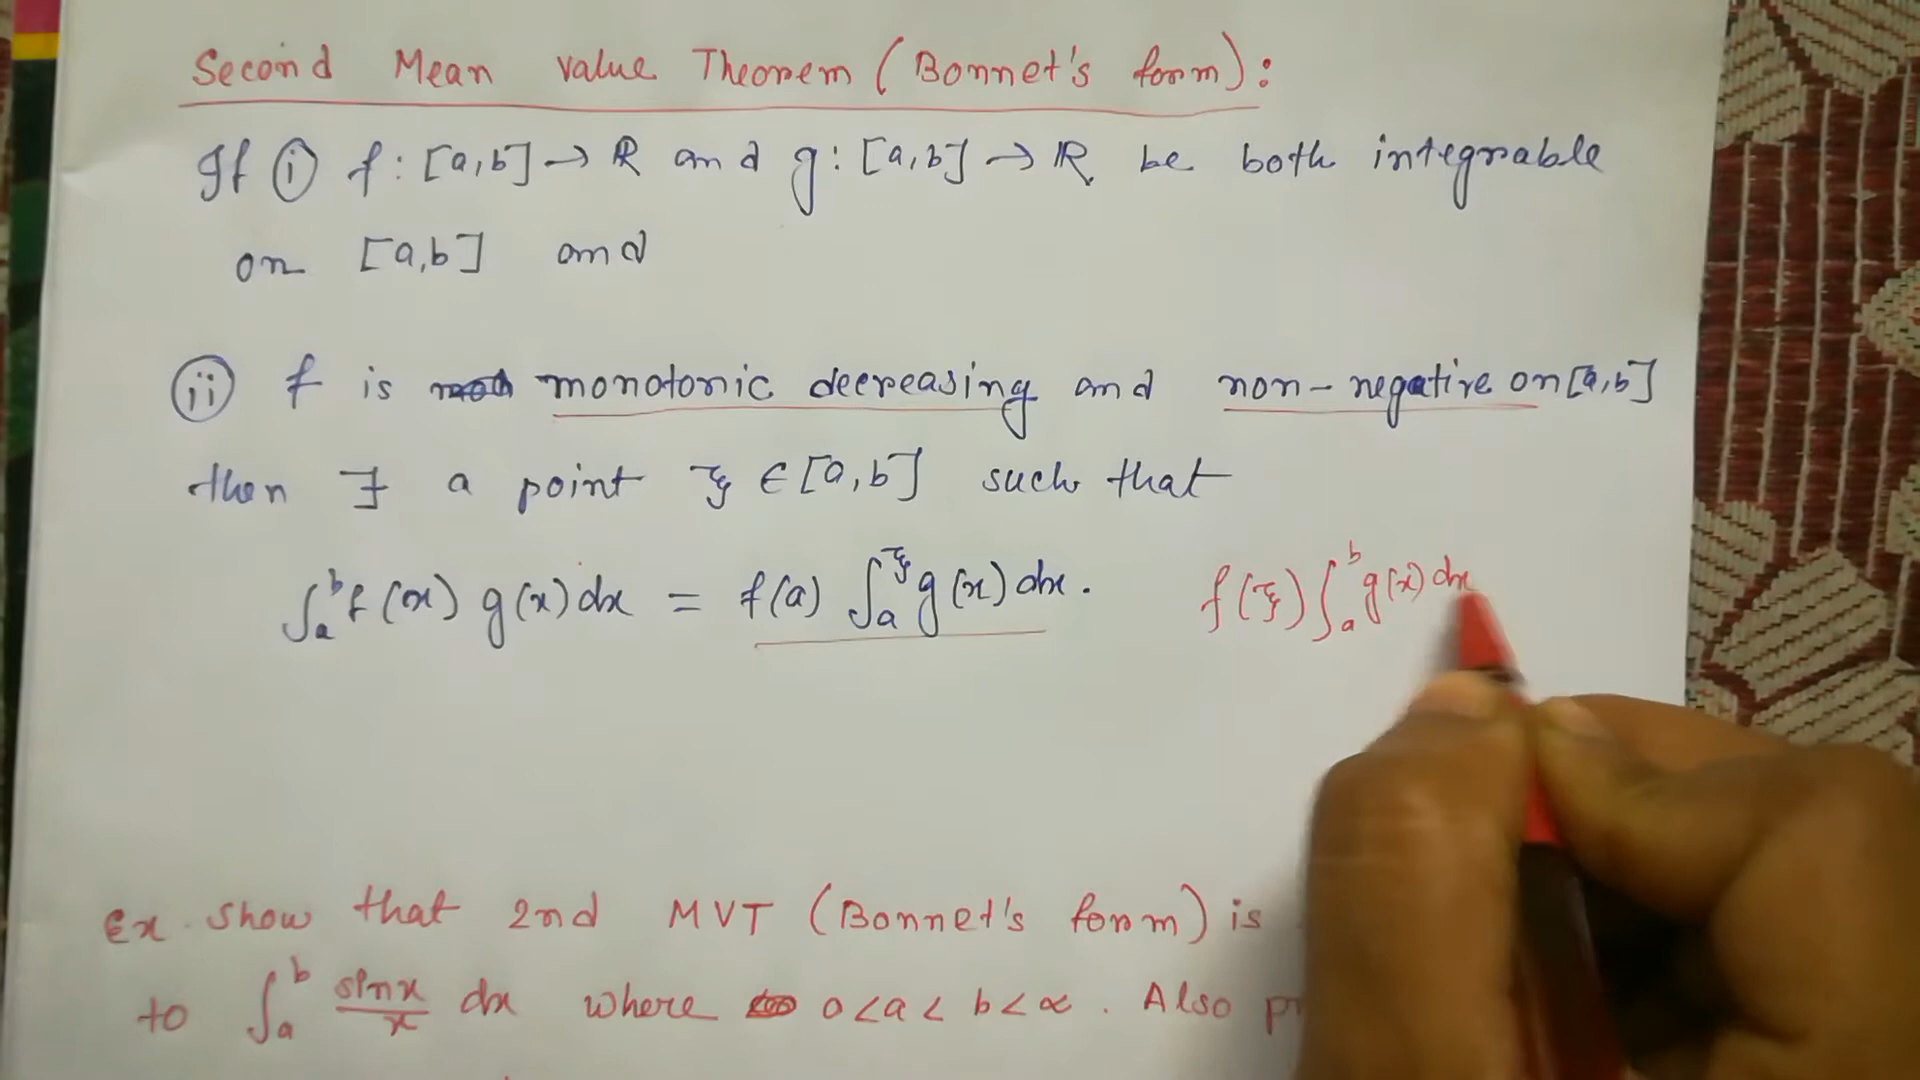 Second Mean value Theorem (Bonnet's form):
If (i) f : [a,b] → ℝ and g : [a,b] → ℝ be both integrable
on [a,b] and
(ii) f is monotonic decreasing and non-negative on [a,b]
then ∃ a point ξ ∈ [a,b] such that
∫ₐᵇ f(x) g(x) dx = f(a) ∫ₐ^ξ g(x) dx. f(ξ) ∫ₐᵇ g(x) dx
Ex. Show that 2nd MVT (Bonnet's form) is
to ∫ₐᵇ sinx/x dx where 0 < a < b < ∞. Also